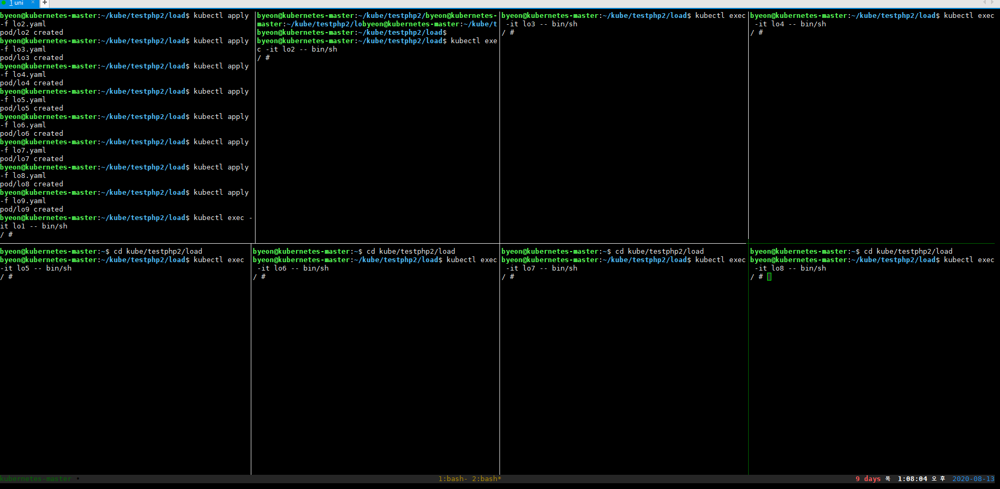 1 uni × +
byeon@kubernetes-master:~/kube/testphp2/load$ kubectl apply
-f lo2.yaml
pod/lo2 created
byeon@kubernetes-master:~/kube/testphp2/load$ kubectl apply
-f lo3.yaml
pod/lo3 created
byeon@kubernetes-master:~/kube/testphp2/load$ kubectl apply
-f lo4.yaml
pod/lo4 created
byeon@kubernetes-master:~/kube/testphp2/load$ kubectl apply
-f lo5.yaml
pod/lo5 created
byeon@kubernetes-master:~/kube/testphp2/load$ kubectl apply
-f lo6.yaml
pod/lo6 created
byeon@kubernetes-master:~/kube/testphp2/load$ kubectl apply
-f lo7.yaml
pod/lo7 created
byeon@kubernetes-master:~/kube/testphp2/load$ kubectl apply
-f lo8.yaml
pod/lo8 created
byeon@kubernetes-master:~/kube/testphp2/load$ kubectl apply
-f lo9.yaml
pod/lo9 created
byeon@kubernetes-master:~/kube/testphp2/load$ kubectl exec -
it lo1 -- bin/sh
/ #
byeon@kubernetes-master:~/kube/testphp2/byeon@kubernetes-
master:~/kube/testphp2/lobyeon@kubernetes-master:~/kube/t
byeon@kubernetes-master:~/kube/testphp2/load$
byeon@kubernetes-master:~/kube/testphp2/load$ kubectl exe
c -it lo2 -- bin/sh
/ #
byeon@kubernetes-master:~/kube/testphp2/load$ kubectl exec
-it lo3 -- bin/sh
/ #
byeon@kubernetes-master:~/kube/testphp2/load$ kubectl exec
-it lo4 -- bin/sh
/ #
byeon@kubernetes-master:~$ cd kube/testphp2/load
byeon@kubernetes-master:~/kube/testphp2/load$ kubectl exec
-it lo5 -- bin/sh
/ #
byeon@kubernetes-master:~$ cd kube/testphp2/load
byeon@kubernetes-master:~/kube/testphp2/load$ kubectl exec
-it lo6 -- bin/sh
/ #
byeon@kubernetes-master:~$ cd kube/testphp2/load
byeon@kubernetes-master:~/kube/testphp2/load$ kubectl exec
-it lo7 -- bin/sh
/ #
byeon@kubernetes-master:~$ cd kube/testphp2/load
byeon@kubernetes-master:~/kube/testphp2/load$ kubectl exec
-it lo8 -- bin/sh
/ #
kubernetes-master • 1:bash- 2:bash* 9 days 목 1:08:04 오후 2020-08-13